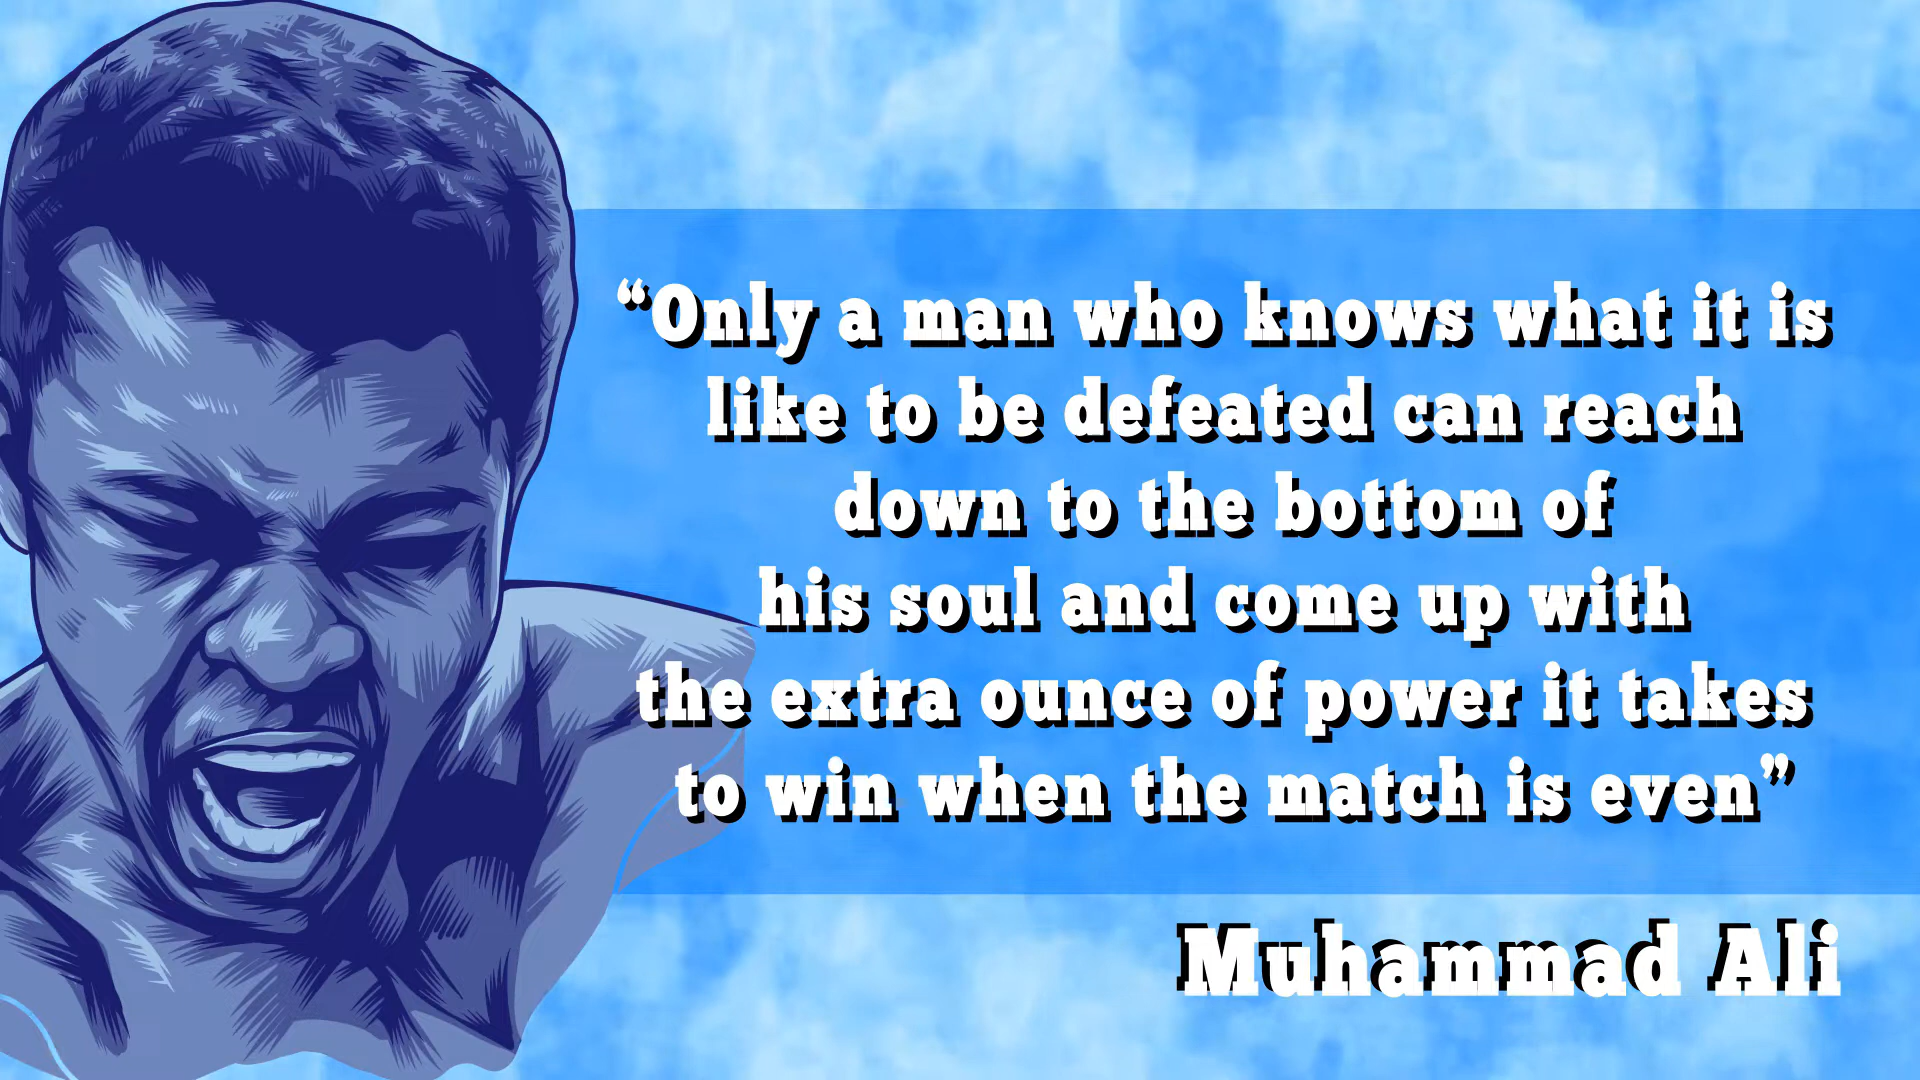 “Only a man who knows what it is
like to be defeated can reach
down to the bottom of
his soul and come up with
the extra ounce of power it takes
to win when the match is even”
Muhammad Ali